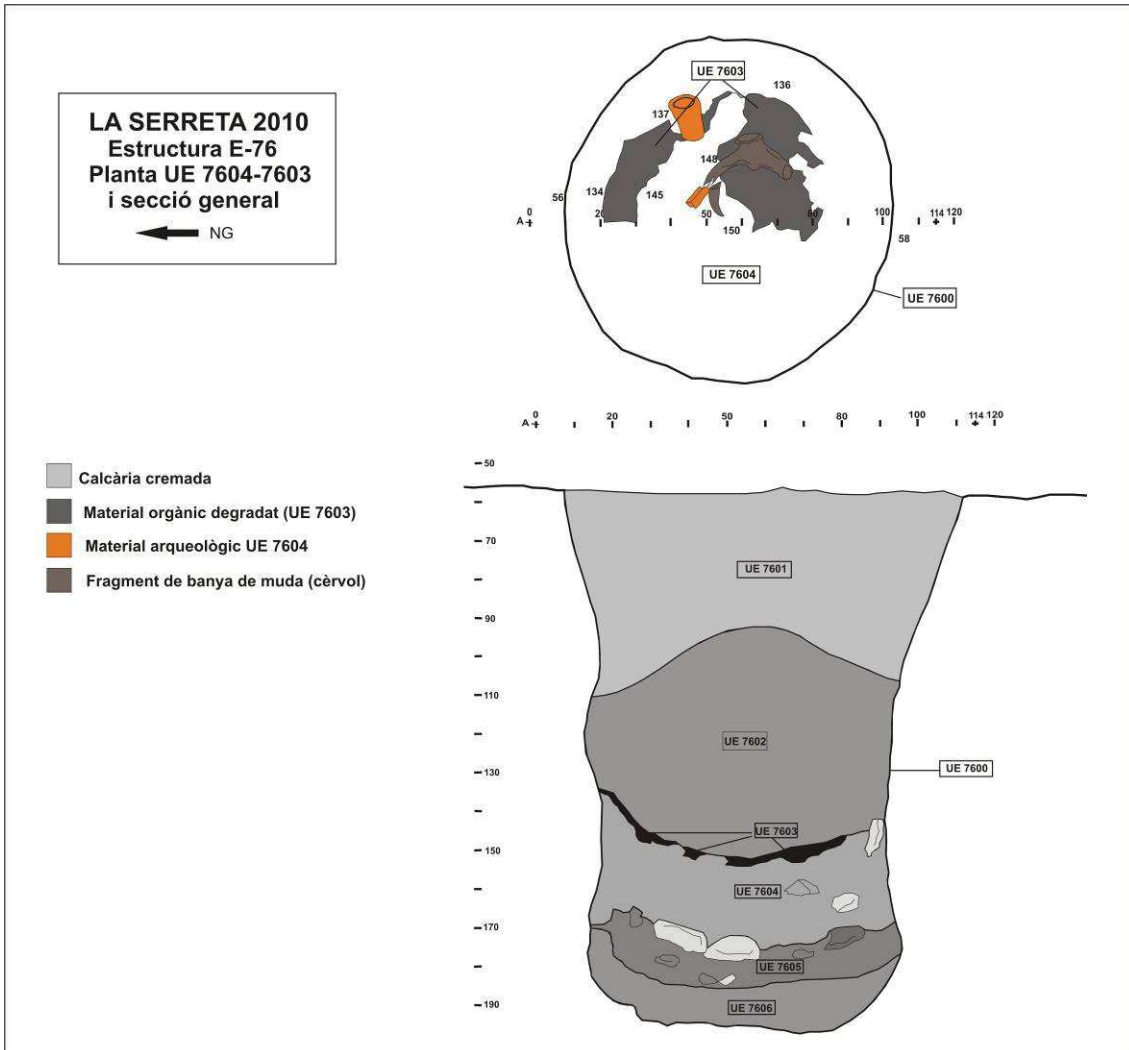 LA SERRETA 2010
Estructura E-76
Planta UE 7604-7603
i secció general
NG
UE 7603
136
137
148
134
145
56
A 0 20 50 80 100 114 120
150
58
UE 7604
UE 7600
A 0 20 50 80 100 114 120
Calcària cremada
Material orgànic degradat (UE 7603)
Material arqueològic UE 7604
Fragment de banya de muda (cèrvol)
50
70
90
110
130
150
170
190
UE 7601
UE 7602
UE 7600
UE 7603
UE 7604
UE 7605
UE 7606